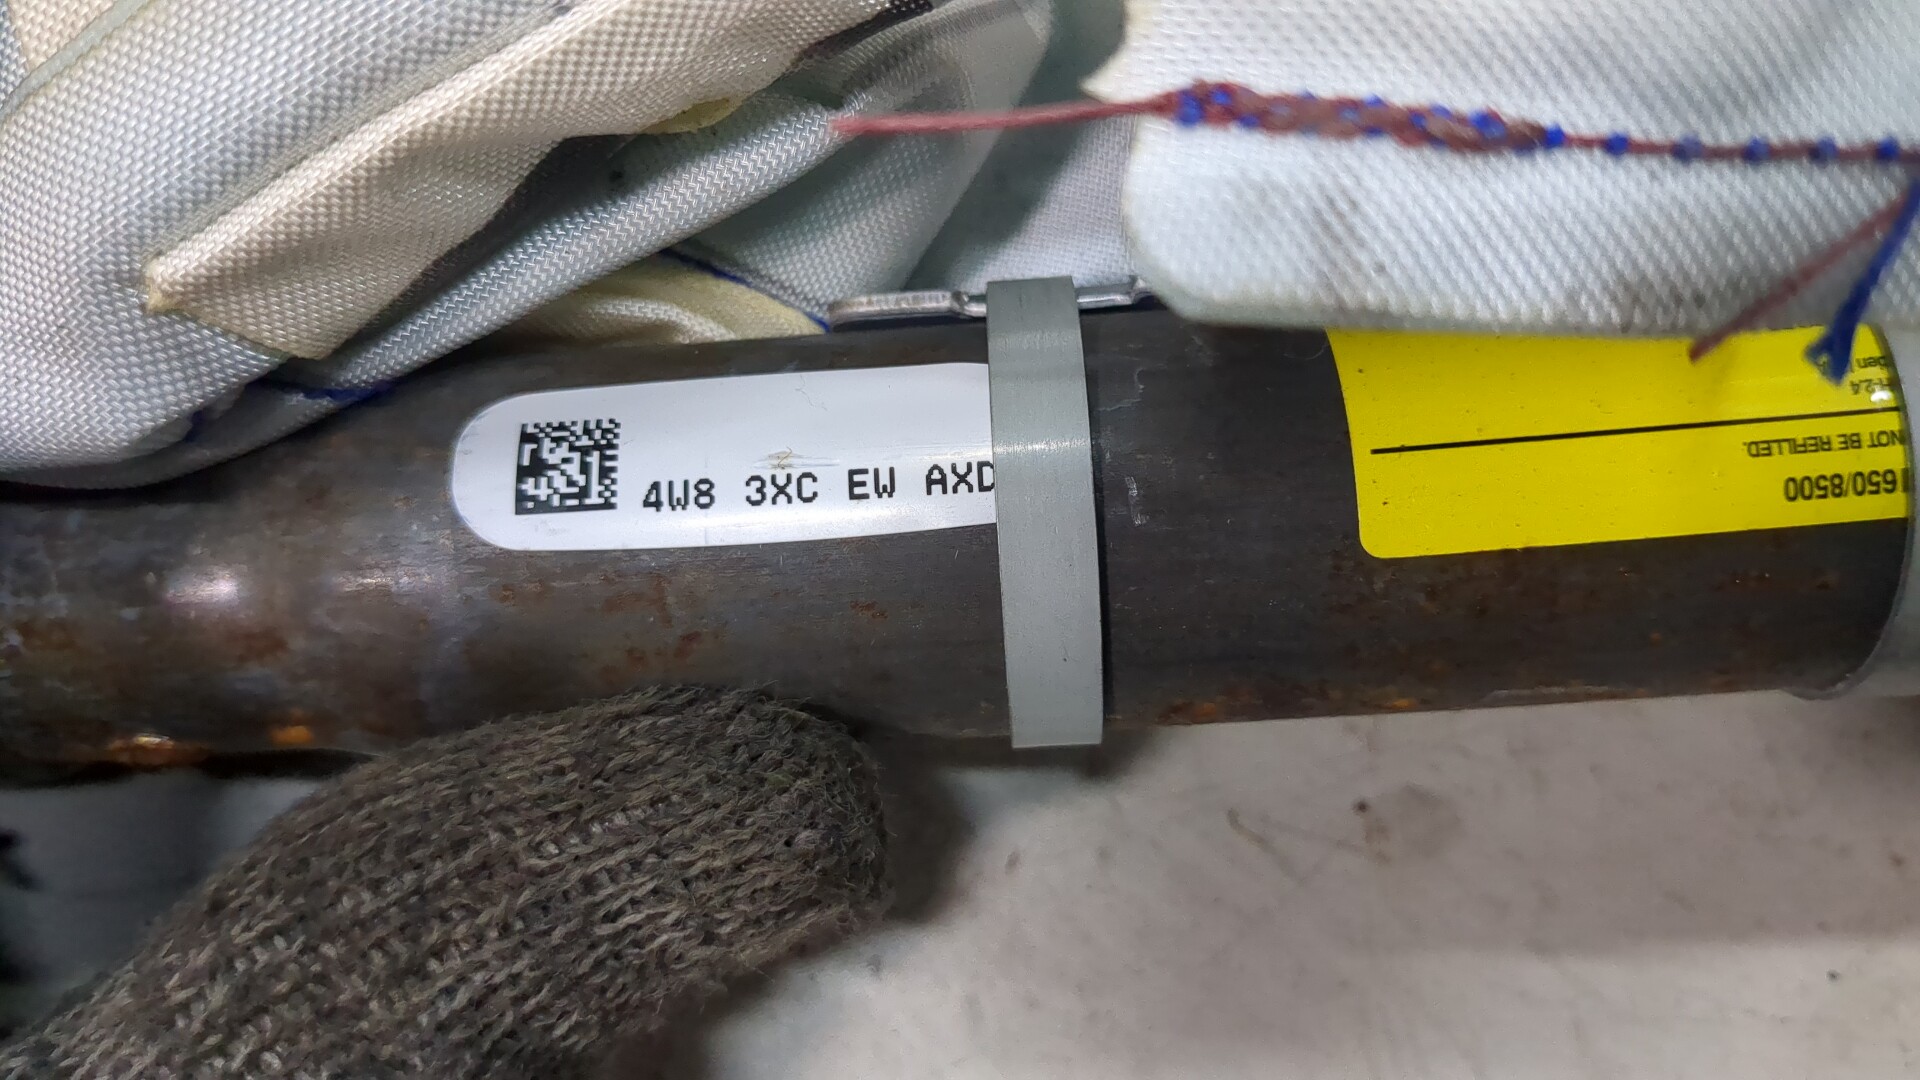 4W8 3XC EW AXD
650/8500
NOT BE REFILLED.